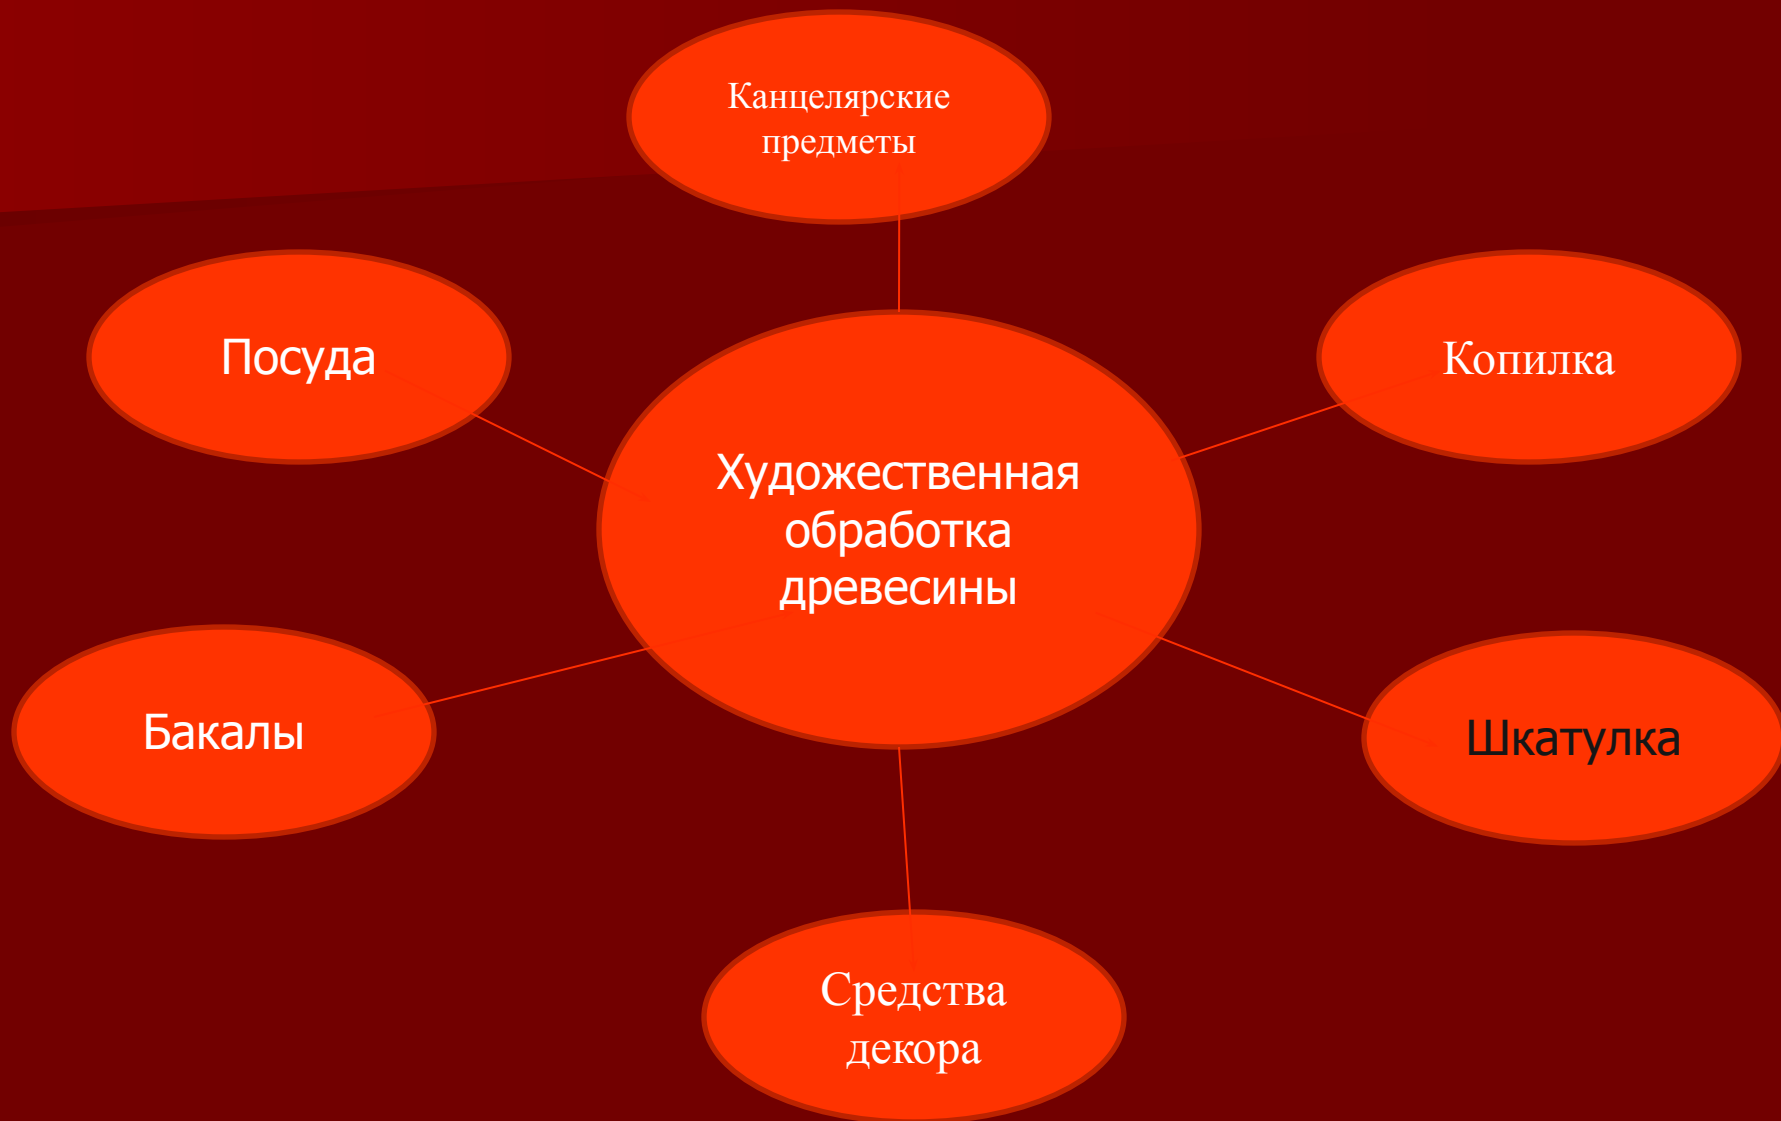 Канцелярские
предметы
Посуда
Копилка
Художественная
обработка
древесины
Бакалы
Шкатулка
Средства
декора